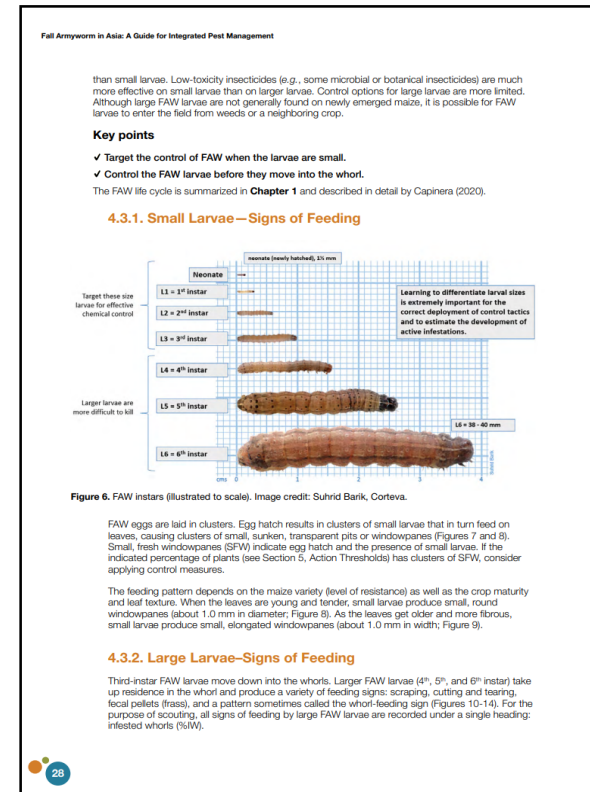 Fall Armyworm in Asia: A Guide for Integrated Pest Management
than small larvae. Low-toxicity insecticides (e.g., some microbial or botanical insecticides) are much
more effective on small larvae than on larger larvae. Control options for large larvae are more limited.
Although large FAW larvae are not generally found on newly emerged maize, it is possible for FAW
larvae to enter the field from weeds or a neighboring crop.
Key points
✓ Target the control of FAW when the larvae are small.
✓ Control the FAW larvae before they move into the whorl.
The FAW life cycle is summarized in Chapter 1 and described in detail by Capinera (2020).
4.3.1. Small Larvae—Signs of Feeding
neonate (newly hatched), 1½ mm
Neonate
L1 = 1st instar
L2 = 2nd instar
L3 = 3rd instar
Target these size
larvae for effective
chemical control
Learning to differentiate larval sizes
is extremely important for the
correct deployment of control tactics
and to estimate the development of
active infestations.
L4 = 4th instar
L5 = 5th instar
L6 = 6th instar
Larger larvae are
more difficult to kill
L6 = 38 - 40 mm
cms 0 1 2 3 4
Suhrid Barik
Figure 6. FAW instars (illustrated to scale). Image credit: Suhrid Barik, Corteva.
FAW eggs are laid in clusters. Egg hatch results in clusters of small larvae that in turn feed on
leaves, causing clusters of small, sunken, transparent pits or windowpanes (Figures 7 and 8).
Small, fresh windowpanes (SFW) indicate egg hatch and the presence of small larvae. If the
indicated percentage of plants (see Section 5, Action Thresholds) has clusters of SFW, consider
applying control measures.
The feeding pattern depends on the maize variety (level of resistance) as well as the crop maturity
and leaf texture. When the leaves are young and tender, small larvae produce small, round
windowpanes (about 1.0 mm in diameter; Figure 8). As the leaves get older and more fibrous,
small larvae produce small, elongated windowpanes (about 1.0 mm in width; Figure 9).
4.3.2. Large Larvae–Signs of Feeding
Third-instar FAW larvae move down into the whorls. Larger FAW larvae (4th, 5th, and 6th instar) take
up residence in the whorl and produce a variety of feeding signs: scraping, cutting and tearing,
fecal pellets (frass), and a pattern sometimes called the whorl-feeding sign (Figures 10-14). For the
purpose of scouting, all signs of feeding by large FAW larvae are recorded under a single heading:
infested whorls (%IW).
28